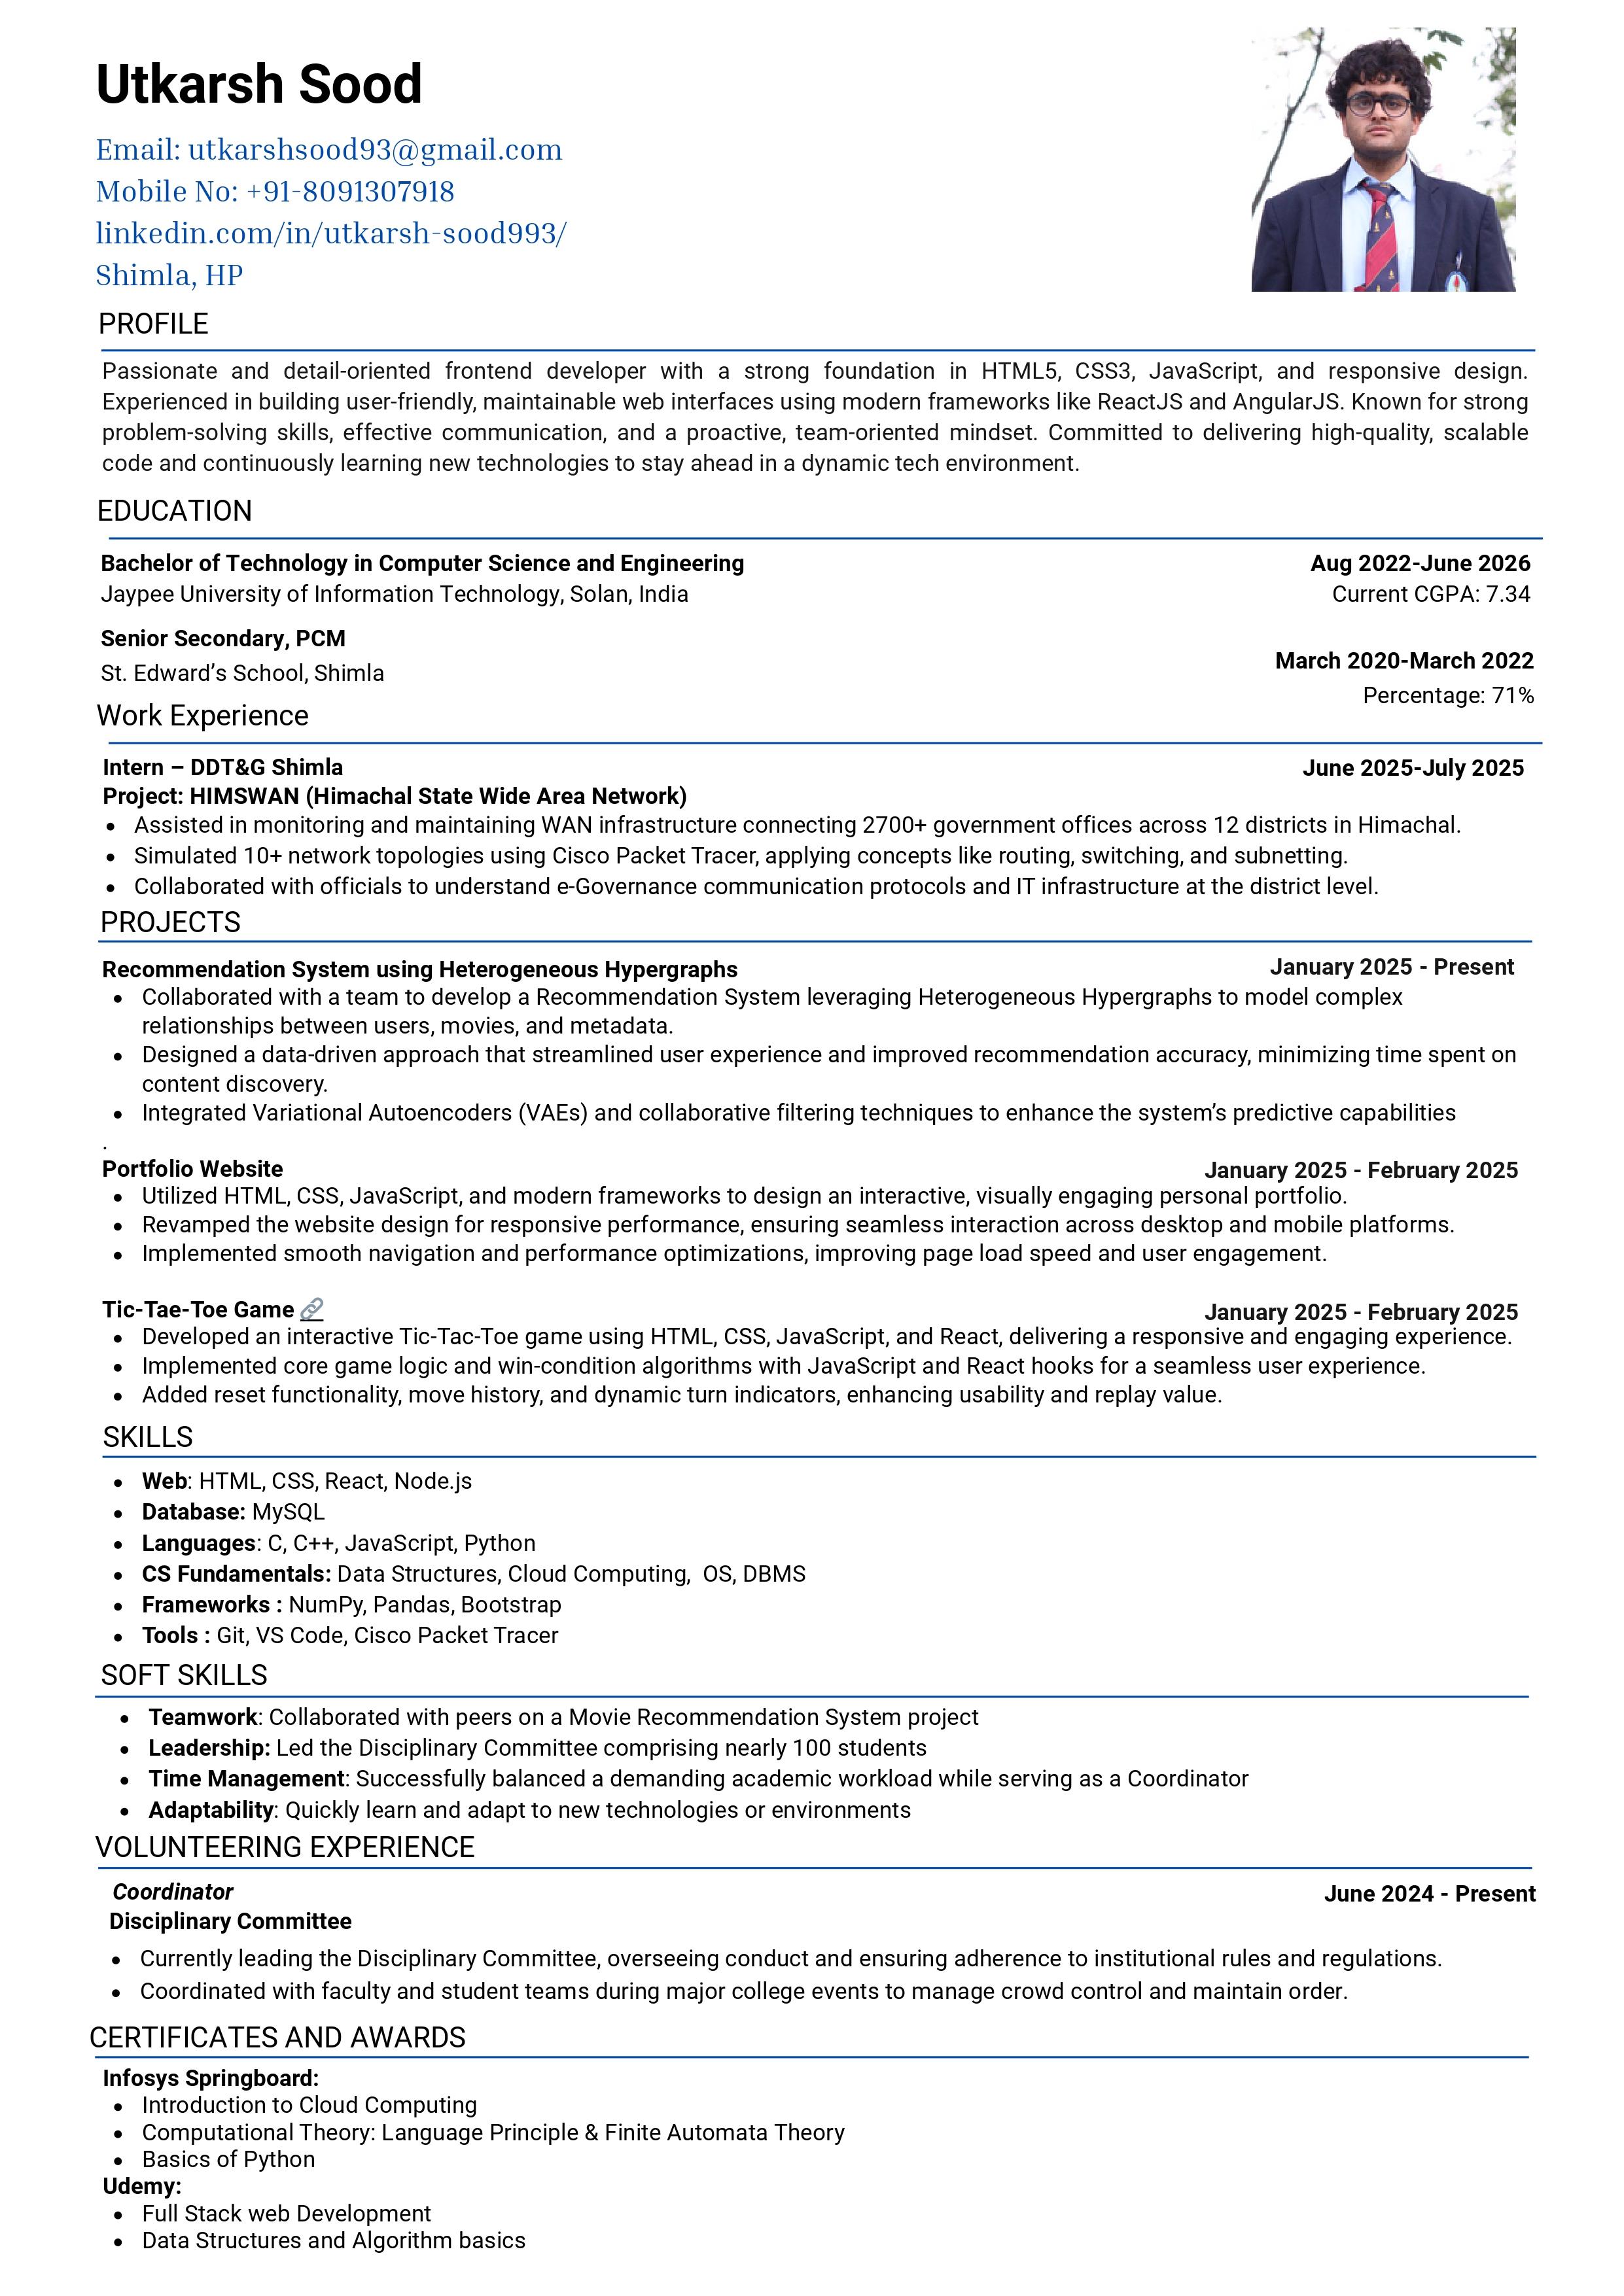 Utkarsh Sood
Email: utkarshsood93@gmail.com
Mobile No: +91-8091307918
linkedin.com/in/utkarsh-sood993/
Shimla, HP
PROFILE
Passionate and detail-oriented frontend developer with a strong foundation in HTML5, CSS3, JavaScript, and responsive design.
Experienced in building user-friendly, maintainable web interfaces using modern frameworks like ReactJS and AngularJS. Known for strong
problem-solving skills, effective communication, and a proactive, team-oriented mindset. Committed to delivering high-quality, scalable
code and continuously learning new technologies to stay ahead in a dynamic tech environment.
EDUCATION
Bachelor of Technology in Computer Science and Engineering Aug 2022-June 2026
Jaypee University of Information Technology, Solan, India Current CGPA: 7.34
Senior Secondary, PCM
March 2020-March 2022
St. Edward’s School, Shimla
Percentage: 71%
Work Experience
Intern – DDT&G Shimla June 2025-July 2025
Project: HIMSWAN (Himachal State Wide Area Network)
• Assisted in monitoring and maintaining WAN infrastructure connecting 2700+ government offices across 12 districts in Himachal.
• Simulated 10+ network topologies using Cisco Packet Tracer, applying concepts like routing, switching, and subnetting.
• Collaborated with officials to understand e-Governance communication protocols and IT infrastructure at the district level.
PROJECTS
Recommendation System using Heterogeneous Hypergraphs January 2025 - Present
• Collaborated with a team to develop a Recommendation System leveraging Heterogeneous Hypergraphs to model complex
relationships between users, movies, and metadata.
• Designed a data-driven approach that streamlined user experience and improved recommendation accuracy, minimizing time spent on
content discovery.
• Integrated Variational Autoencoders (VAEs) and collaborative filtering techniques to enhance the system’s predictive capabilities
.
Portfolio Website January 2025 - February 2025
• Utilized HTML, CSS, JavaScript, and modern frameworks to design an interactive, visually engaging personal portfolio.
• Revamped the website design for responsive performance, ensuring seamless interaction across desktop and mobile platforms.
• Implemented smooth navigation and performance optimizations, improving page load speed and user engagement.
Tic-Tae-Toe Game 🔗 January 2025 - February 2025
• Developed an interactive Tic-Tac-Toe game using HTML, CSS, JavaScript, and React, delivering a responsive and engaging experience.
• Implemented core game logic and win-condition algorithms with JavaScript and React hooks for a seamless user experience.
• Added reset functionality, move history, and dynamic turn indicators, enhancing usability and replay value.
SKILLS
• Web: HTML, CSS, React, Node.js
• Database: MySQL
• Languages: C, C++, JavaScript, Python
• CS Fundamentals: Data Structures, Cloud Computing,  OS, DBMS
• Frameworks : NumPy, Pandas, Bootstrap
• Tools : Git, VS Code, Cisco Packet Tracer
SOFT SKILLS
• Teamwork: Collaborated with peers on a Movie Recommendation System project
• Leadership: Led the Disciplinary Committee comprising nearly 100 students
• Time Management: Successfully balanced a demanding academic workload while serving as a Coordinator
• Adaptability: Quickly learn and adapt to new technologies or environments
VOLUNTEERING EXPERIENCE
Coordinator June 2024 - Present
Disciplinary Committee
• Currently leading the Disciplinary Committee, overseeing conduct and ensuring adherence to institutional rules and regulations.
• Coordinated with faculty and student teams during major college events to manage crowd control and maintain order.
CERTIFICATES AND AWARDS
Infosys Springboard:
• Introduction to Cloud Computing
• Computational Theory: Language Principle & Finite Automata Theory
• Basics of Python
Udemy:
• Full Stack web Development
• Data Structures and Algorithm basics